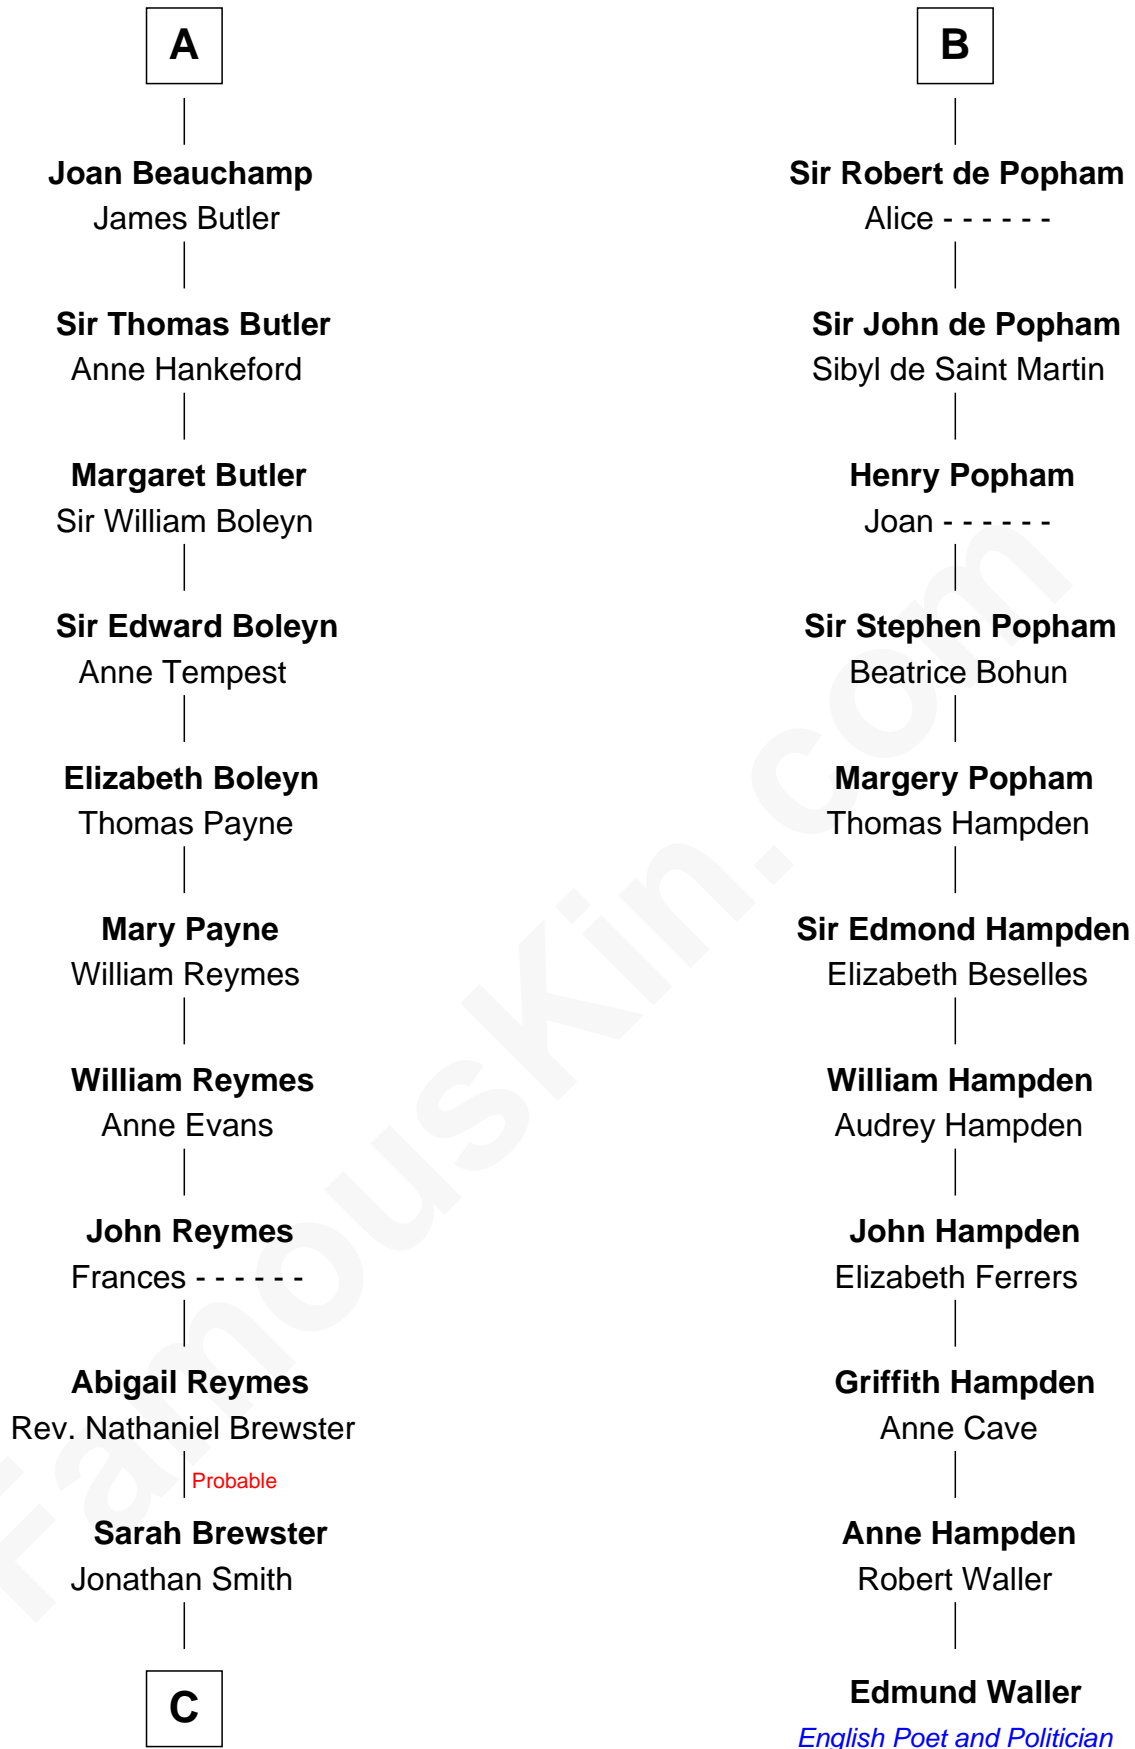 A
Joan Beauchamp
James Butler
Sir Thomas Butler
Anne Hankeford
Margaret Butler
Sir William Boleyn
Sir Edward Boleyn
Anne Tempest
Elizabeth Boleyn
Thomas Payne
Mary Payne
William Reymes
William Reymes
Anne Evans
John Reymes
Frances - - - - - -
Abigail Reymes
Rev. Nathaniel Brewster
Probable
Sarah Brewster
Jonathan Smith
C
B
Sir Robert de Popham
Alice - - - - - -
Sir John de Popham
Sibyl de Saint Martin
Henry Popham
Joan - - - - - -
Sir Stephen Popham
Beatrice Bohun
Margery Popham
Thomas Hampden
Sir Edmond Hampden
Elizabeth Beselles
William Hampden
Audrey Hampden
John Hampden
Elizabeth Ferrers
Griffith Hampden
Anne Cave
Anne Hampden
Robert Waller
Edmund Waller
English Poet and Politician
FamousKin.com